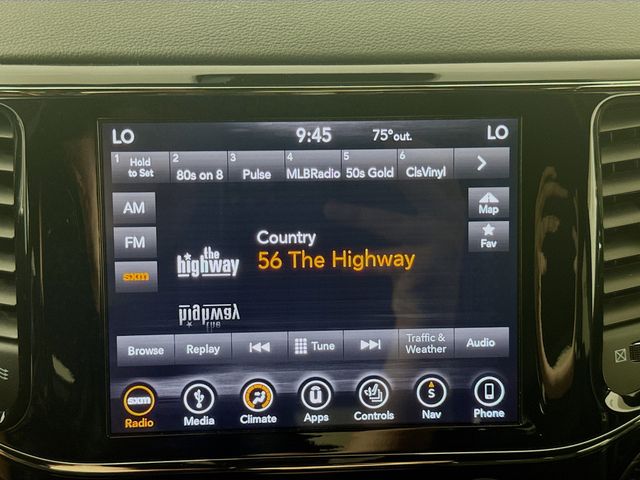 LO 9:45 75°out. LO
1 Hold to Set 2 80s on 8 3 Pulse 4 MLBRadio 5 50s Gold 6 ClsVinyl
AM
Map
FM
Fav
sxm
the highway
Country
56 The Highway
the highway
Browse Replay Tune Traffic & Weather Audio
sxm S
Radio Media Climate Apps Controls Nav Phone